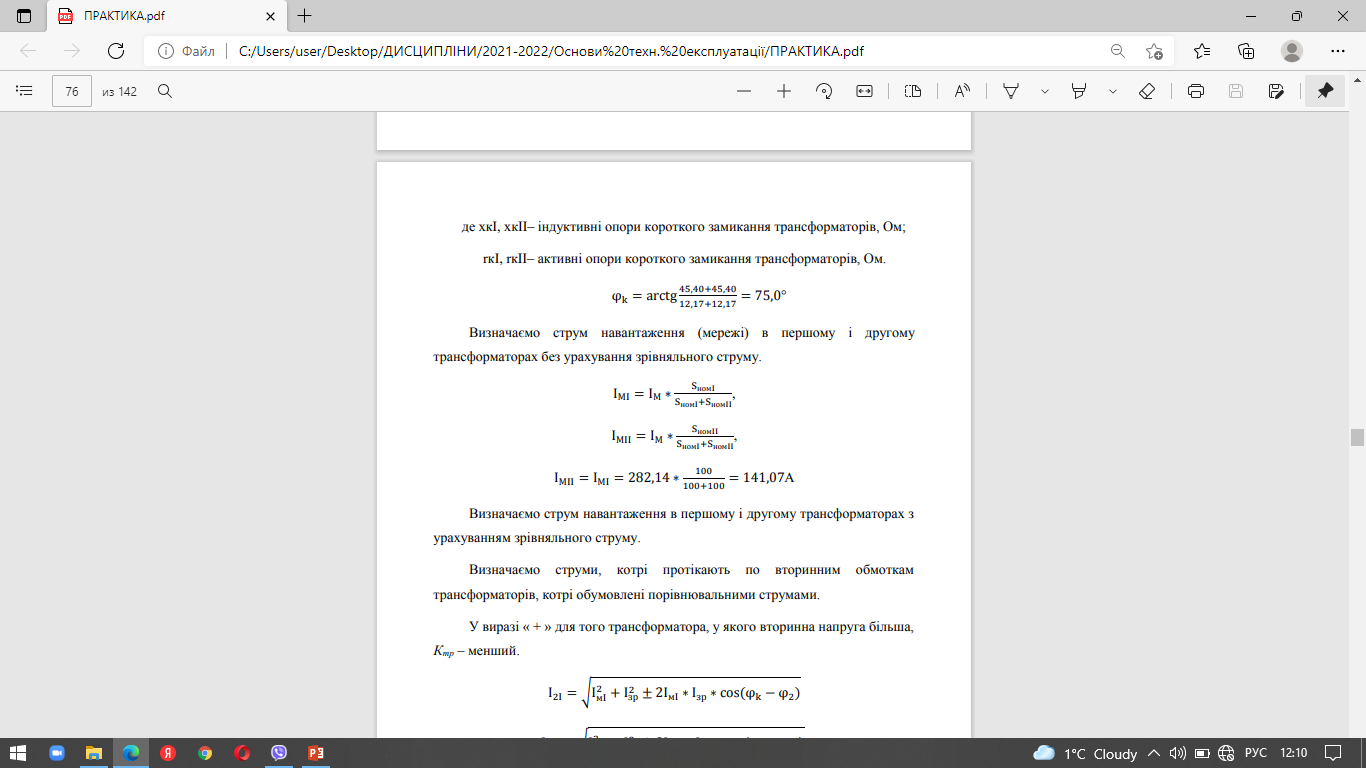 ПРАКТИКА.pdf
Файл
C:/Users/user/Desktop/ДИСЦИПЛІНИ/2021-2022/Основи%20техн.%20експлуатації/ПРАКТИКА.pdf
76 из 142
де хкI, хкII– індуктивні опори короткого замикання трансформаторів, Ом;
rкI, rкII– активні опори короткого замикання трансформаторів, Ом.
φk = arctg (45,40+45,40)/(12,17+12,17) = 75,0°
Визначаємо струм навантаження (мережі) в першому і другому
трансформаторах без урахування зрівняльного струму.
IМI = IМ ∗ SномI/(SномI+SномII),
IМII = IМ ∗ SномII/(SномI+SномII),
IМII = IМI = 282,14 ∗ 100/(100+100) = 141,07А
Визначаємо струм навантаження в першому і другому трансформаторах з
урахуванням зрівняльного струму.
Визначаємо струми, котрі протікають по вторинним обмоткам
трансформаторів, котрі обумовлені порівнювальними струмами.
У виразі « + » для того трансформатора, у якого вторинна напруга більша,
Kтр – менший.
I2I = √(I²мI + I²зр ± 2IмI ∗ Iзр ∗ cos(φk − φ2))
1°C Cloudy
РУС
12:10